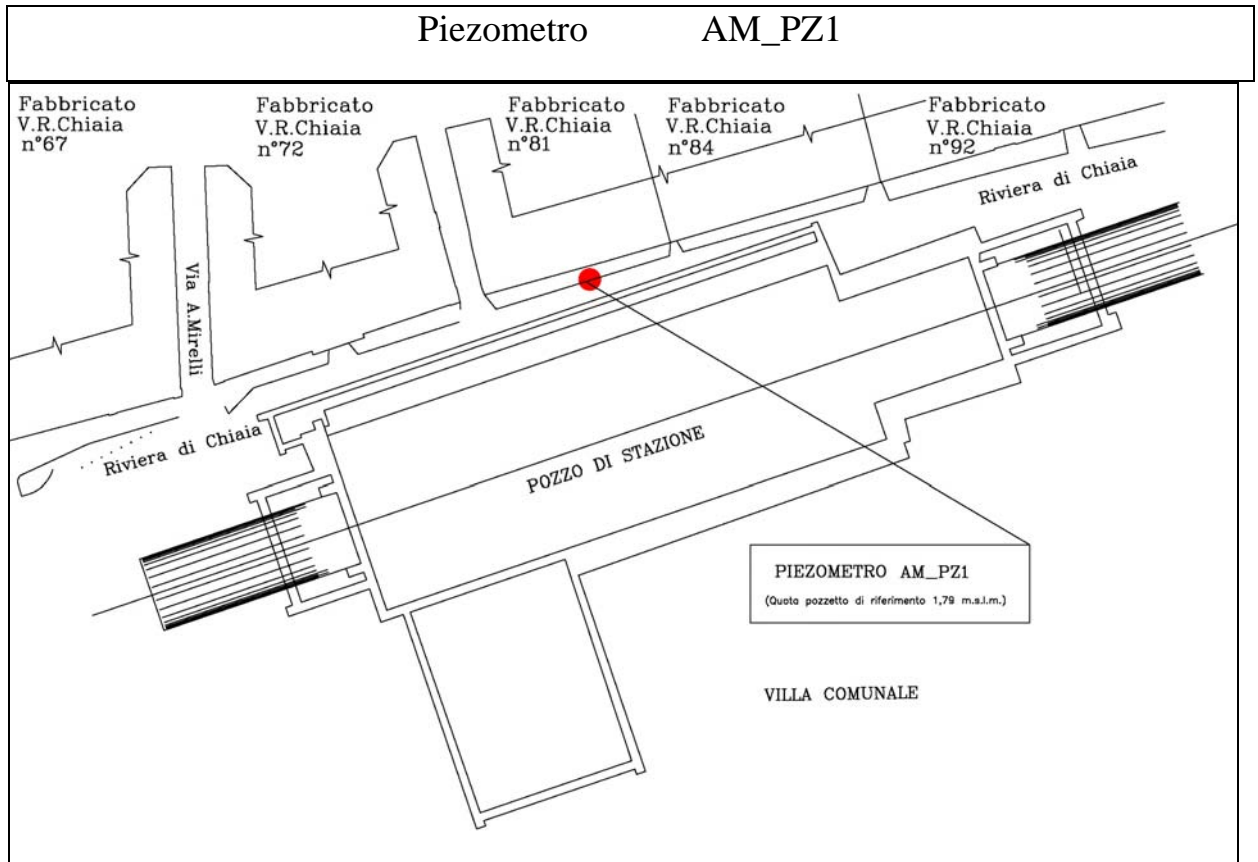 Piezometro AM_PZ1
Fabbricato
V.R.Chiaia
n°67
Fabbricato
V.R.Chiaia
n°72
Fabbricato
V.R.Chiaia
n°81
Fabbricato
V.R.Chiaia
n°84
Fabbricato
V.R.Chiaia
n°92
Riviera di Chiaia
Via A.Mirelli
Riviera di Chiaia
POZZO DI STAZIONE
PIEZOMETRO AM_PZ1
(Quota pozzetto di riferimento 1,79 m.s.l.m.)
VILLA COMUNALE